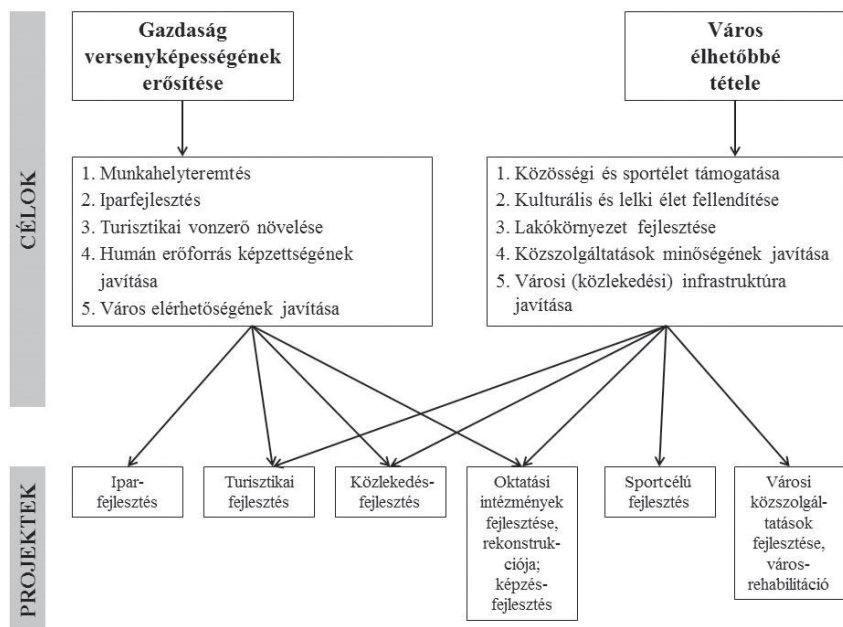 Gazdaság
versenyképességének
erősítése
Város
élhetőbbé
tétele
CÉLOK
1. Munkahelyteremtés
2. Iparfejlesztés
3. Turisztikai vonzerő növelése
4. Humán erőforrás képzettségének
javítása
5. Város elérhetőségének javítása
1. Közösségi és sportélet támogatása
2. Kulturális és lelki élet fellendítése
3. Lakókörnyezet fejlesztése
4. Közszolgáltatások minőségének javítása
5. Városi (közlekedési) infrastruktúra
javítása
PROJEKTEK
Ipar-
fejlesztés
Turisztikai
fejlesztés
Közlekedés-
fejlesztés
Oktatási
intézmények
fejlesztése,
rekonstruk-
ciója;
képzés-
fejlesztés
Sportcélú
fejlesztés
Városi
közszolgál-
tatások
fejlesztése,
város-
rehabilitáció